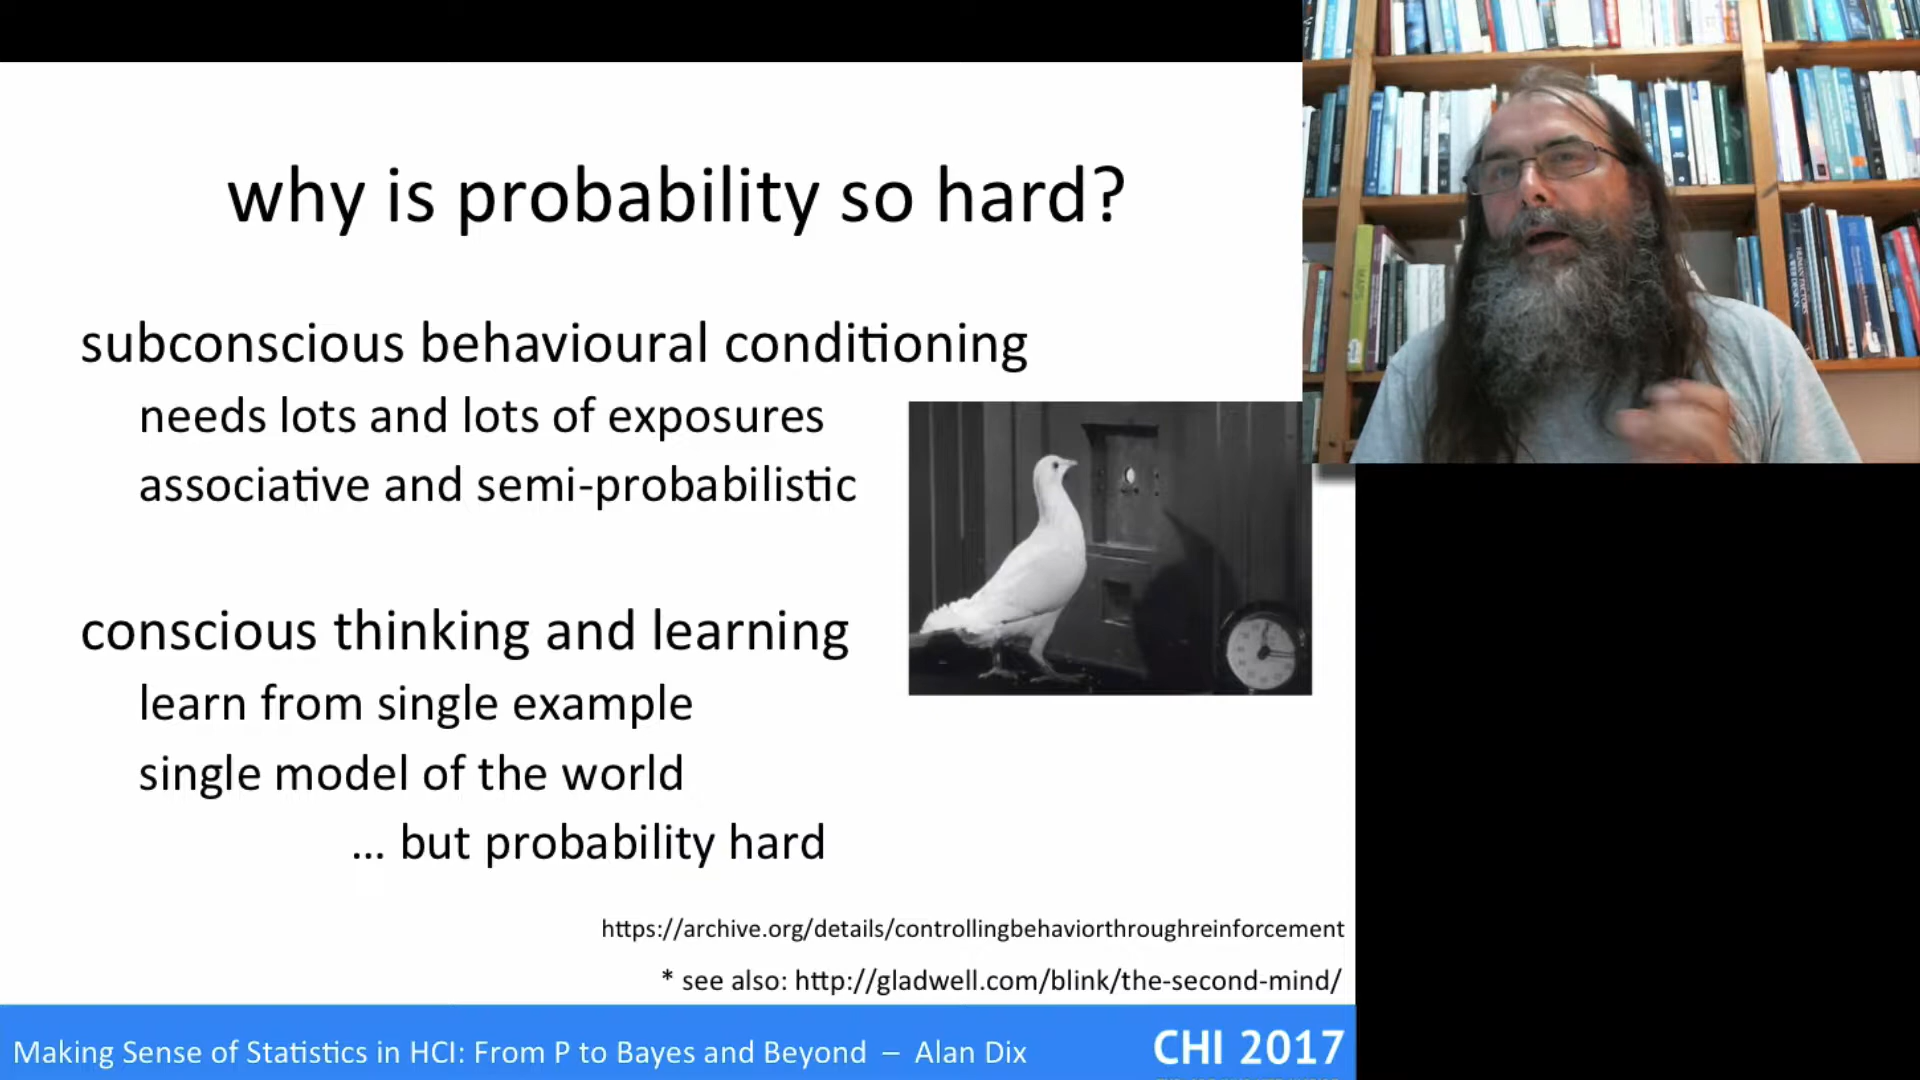 why is probability so hard?
subconscious behavioural conditioning
needs lots and lots of exposures
associative and semi-probabilistic
conscious thinking and learning
learn from single example
single model of the world
... but probability hard
https://archive.org/details/controllingbehaviorthroughreinforcement
* see also: http://gladwell.com/blink/the-second-mind/
Making Sense of Statistics in HCI: From P to Bayes and Beyond – Alan Dix
CHI 2017